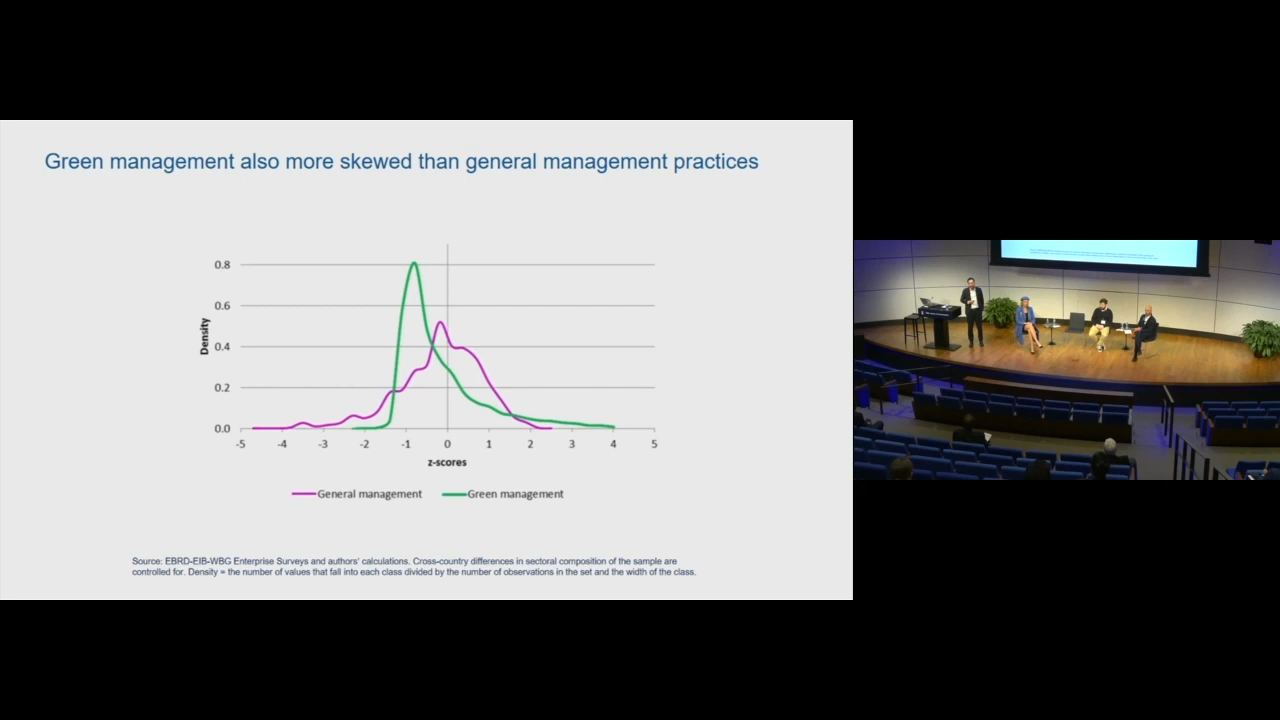 Green management also more skewed than general management practices
0.8
0.6
0.4
0.2
0.0
Density
-5 -4 -3 -2 -1 0 1 2 3 4 5
z-scores
General management Green management
Source: EBRD-EIB-WBG Enterprise Surveys and authors' calculations. Cross-country differences in sectoral composition of the sample are
controlled for. Density = the number of values that fall into each class divided by the number of observations in the set and the width of the class.